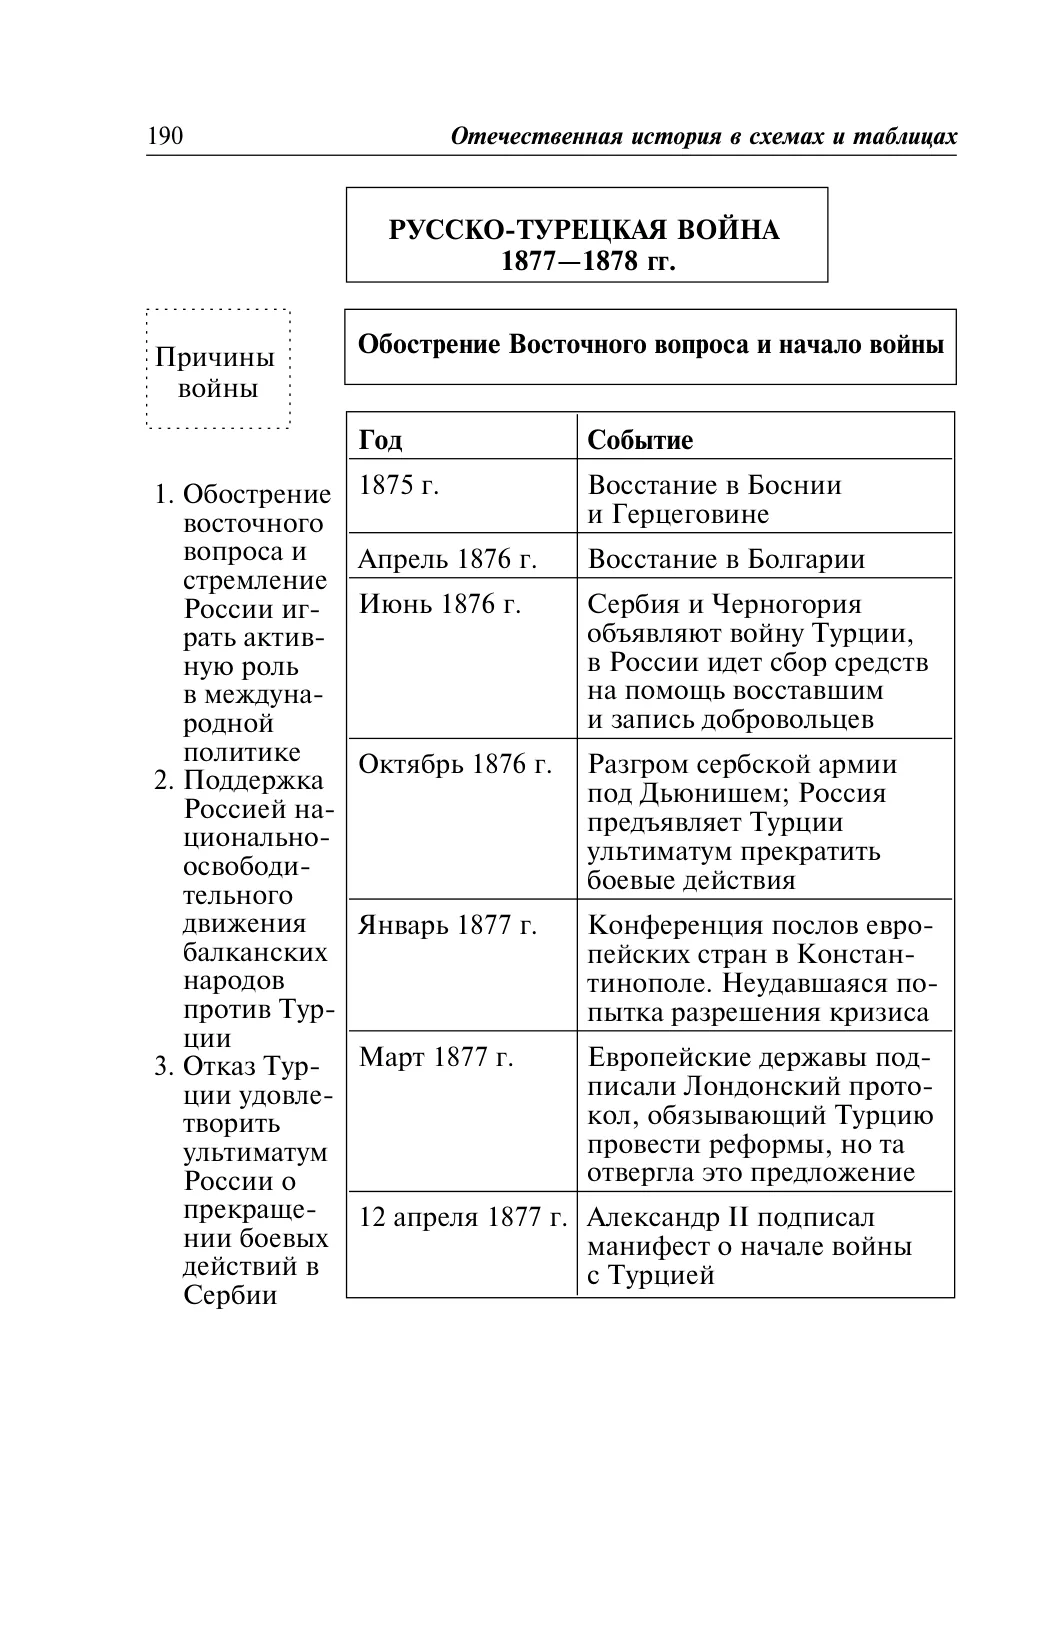 190
Отечественная история в схемах и таблицах
РУССКО-ТУРЕЦКАЯ ВОЙНА
1877—1878 гг.
Причины
войны
1. Обострение
восточного
вопроса и
стремление
России иг-
рать актив-
ную роль
в междуна-
родной
политике
2. Поддержка
Россией на-
ционально-
освободи-
тельного
движения
балканских
народов
против Тур-
ции
3. Отказ Тур-
ции удовле-
творить
ультиматум
России о
прекраще-
нии боевых
действий в
Сербии
Обострение Восточного вопроса и начало войны
Год
Событие
1875 г.
Восстание в Боснии
и Герцеговине
Апрель 1876 г.
Восстание в Болгарии
Июнь 1876 г.
Сербия и Черногория
объявляют войну Турции,
в России идет сбор средств
на помощь восставшим
и запись добровольцев
Октябрь 1876 г.
Разгром сербской армии
под Дьюнишем; Россия
предъявляет Турции
ультиматум прекратить
боевые действия
Январь 1877 г.
Конференция послов евро-
пейских стран в Констан-
тинополе. Неудавшаяся по-
пытка разрешения кризиса
Март 1877 г.
Европейские державы под-
писали Лондонский прото-
кол, обязывающий Турцию
провести реформы, но та
отвергла это предложение
12 апреля 1877 г.
Александр II подписал
манифест о начале войны
с Турцией